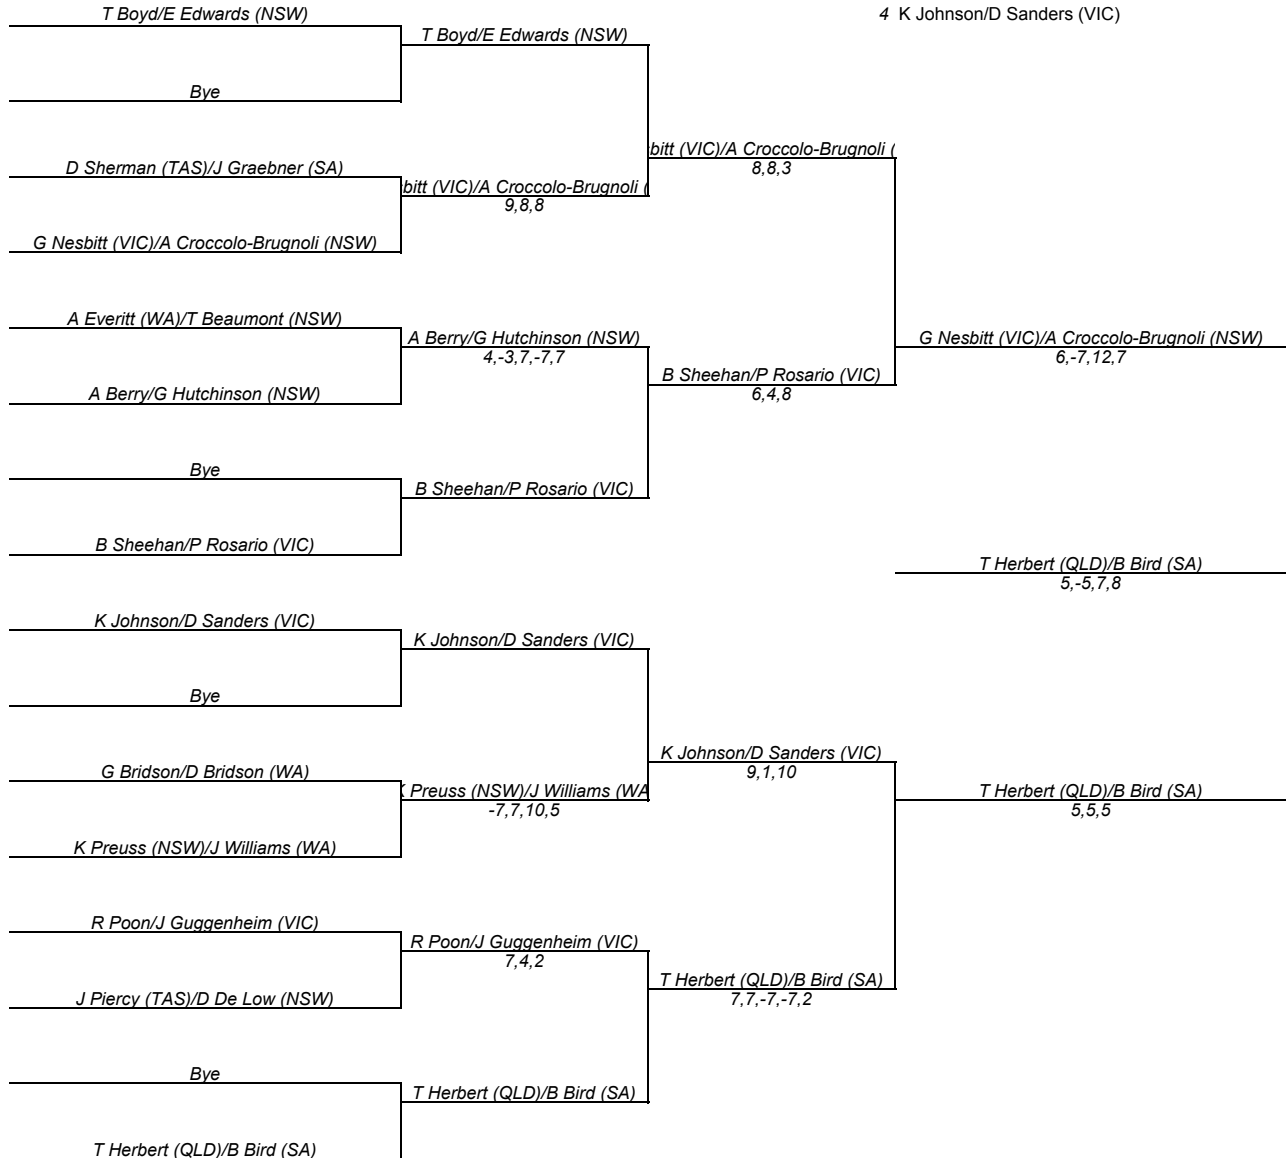 T Boyd/E Edwards (NSW)
4 K Johnson/D Sanders (VIC)
T Boyd/E Edwards (NSW)
Bye
bitt (VIC)/A Croccolo-Brugnoli (
8,8,3
D Sherman (TAS)/J Graebner (SA)
bitt (VIC)/A Croccolo-Brugnoli (
9,8,8
G Nesbitt (VIC)/A Croccolo-Brugnoli (NSW)
A Everitt (WA)/T Beaumont (NSW)
A Berry/G Hutchinson (NSW)
4,-3,7,-7,7
G Nesbitt (VIC)/A Croccolo-Brugnoli (NSW)
6,-7,12,7
B Sheehan/P Rosario (VIC)
6,4,8
A Berry/G Hutchinson (NSW)
Bye
B Sheehan/P Rosario (VIC)
B Sheehan/P Rosario (VIC)
T Herbert (QLD)/B Bird (SA)
5,-5,7,8
K Johnson/D Sanders (VIC)
K Johnson/D Sanders (VIC)
Bye
K Johnson/D Sanders (VIC)
9,1,10
G Bridson/D Bridson (WA)
K Preuss (NSW)/J Williams (WA
-7,7,10,5
T Herbert (QLD)/B Bird (SA)
5,5,5
K Preuss (NSW)/J Williams (WA)
R Poon/J Guggenheim (VIC)
R Poon/J Guggenheim (VIC)
7,4,2
T Herbert (QLD)/B Bird (SA)
7,7,-7,-7,2
J Piercy (TAS)/D De Low (NSW)
Bye
T Herbert (QLD)/B Bird (SA)
T Herbert (QLD)/B Bird (SA)